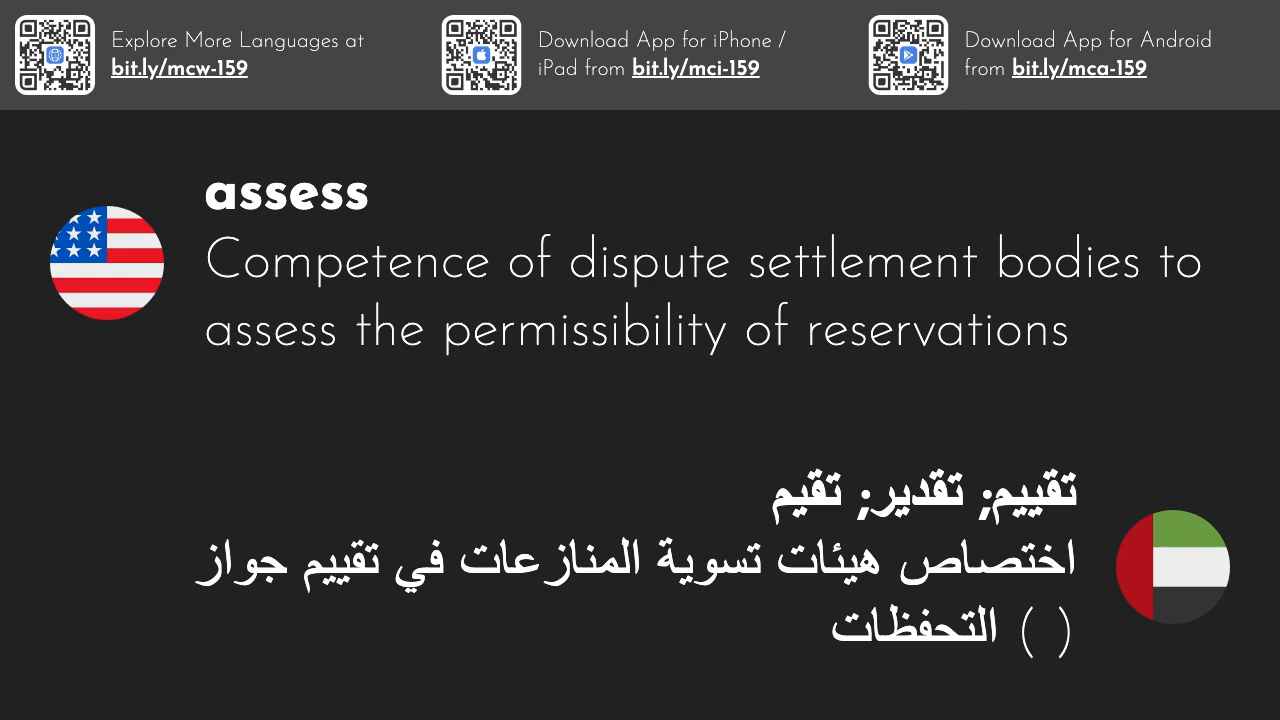 Explore More Languages at
bit.ly/mcw-159
Download App for iPhone /
iPad from bit.ly/mci-159
Download App for Android
from bit.ly/mca-159
assess
Competence of dispute settlement bodies to
assess the permissibility of reservations
تقييم; تقدير; تقيم
اختصاص هيئات تسوية المنازعات في تقييم جواز
( ) التحفظات